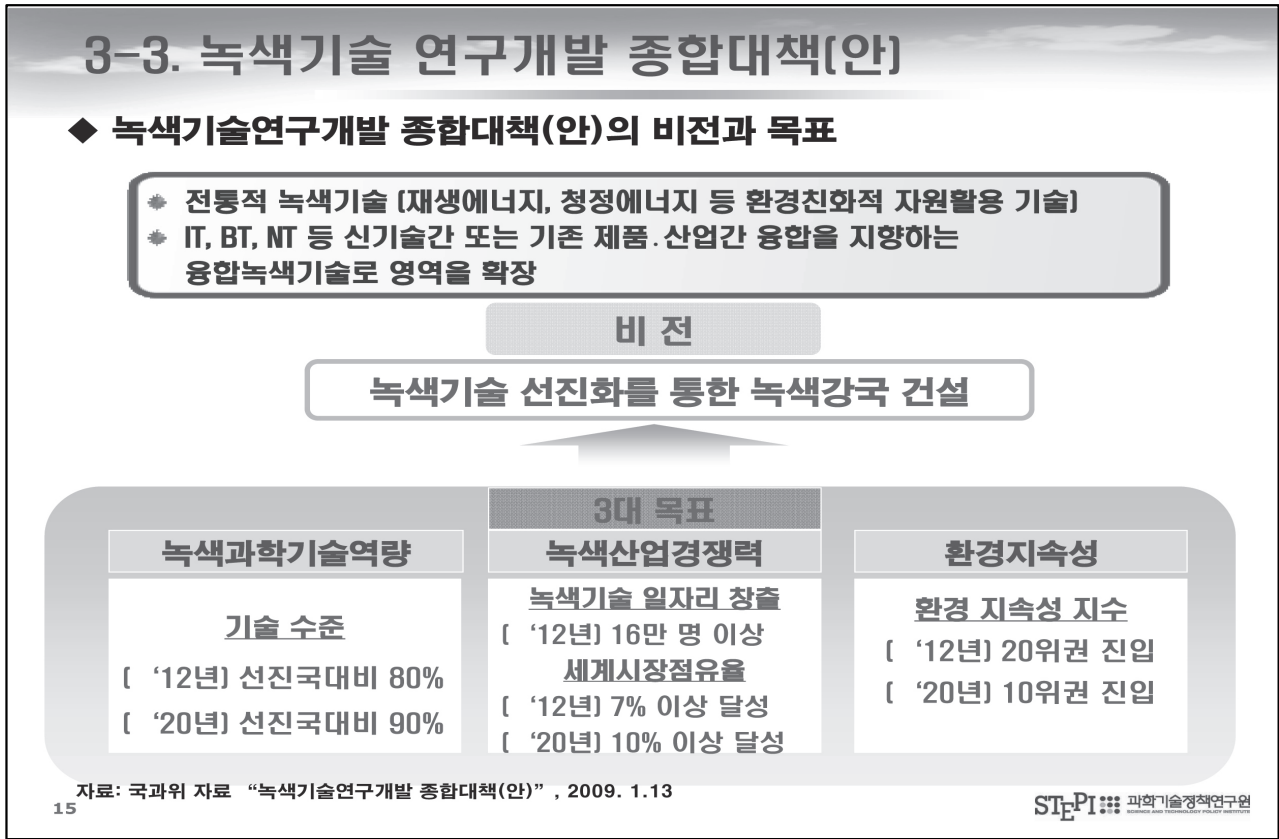 3-3. 녹색기술 연구개발 종합대책(안)
◆ 녹색기술연구개발 종합대책(안)의 비전과 목표
전통적 녹색기술 (재생에너지, 청정에너지 등 환경친화적 자원활용 기술)
IT, BT, NT 등 신기술간 또는 기존 제품.산업간 융합을 지향하는
융합녹색기술로 영역을 확장
비 전
녹색기술 선진화를 통한 녹색강국 건설
3대 목표
녹색과학기술역량
기술 수준
( ‘12년) 선진국대비 80%
( ‘20년) 선진국대비 90%
녹색산업경쟁력
녹색기술 일자리 창출
( ‘12년) 16만 명 이상
세계시장점유율
( ‘12년) 7% 이상 달성
( ‘20년) 10% 이상 달성
환경지속성
환경 지속성 지수
( ‘12년) 20위권 진입
( ‘20년) 10위권 진입
자료: 국과위 자료 “녹색기술연구개발 종합대책(안)” , 2009. 1.13
15
STEPI 과학기술정책연구원
SCIENCE AND TECHNOLOGY POLICY INSTITUTE